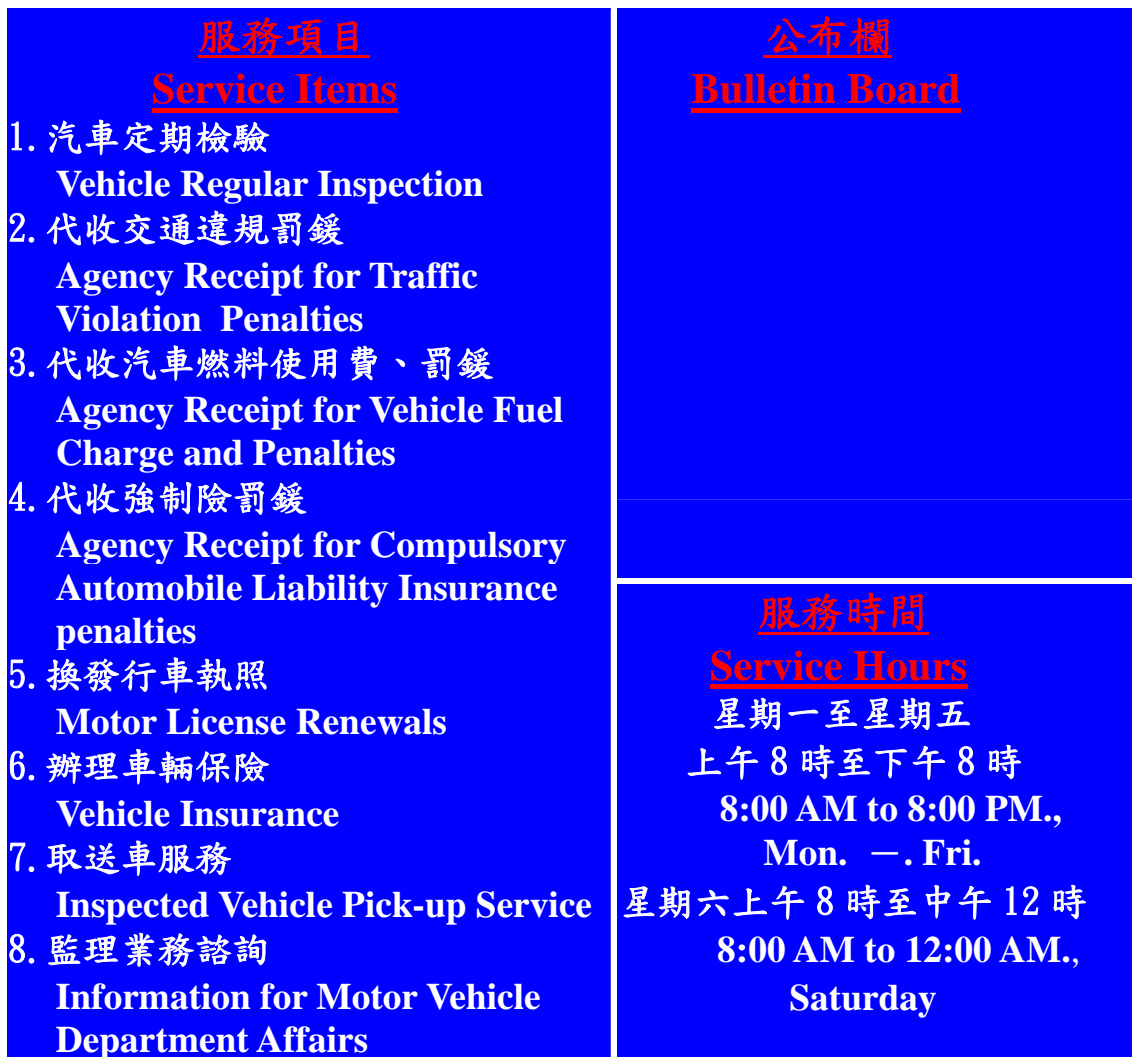 服務項目
Service Items
1.汽車定期檢驗
Vehicle Regular Inspection
2.代收交通違規罰鍰
Agency Receipt for Traffic
Violation  Penalties
3.代收汽車燃料使用費、罰鍰
Agency Receipt for Vehicle Fuel
Charge and Penalties
4.代收強制險罰鍰
Agency Receipt for Compulsory
Automobile Liability Insurance
penalties
5.換發行車執照
Motor License Renewals
6.辦理車輛保險
Vehicle Insurance
7.取送車服務
Inspected Vehicle Pick-up Service
8.監理業務諮詢
Information for Motor Vehicle
Department Affairs
公布欄
Bulletin Board
服務時間
Service Hours
星期一至星期五
上午 8 時至下午 8 時
8:00 AM to 8:00 PM.,
Mon. －. Fri.
星期六上午 8 時至中午 12 時
8:00 AM to 12:00 AM.,
Saturday